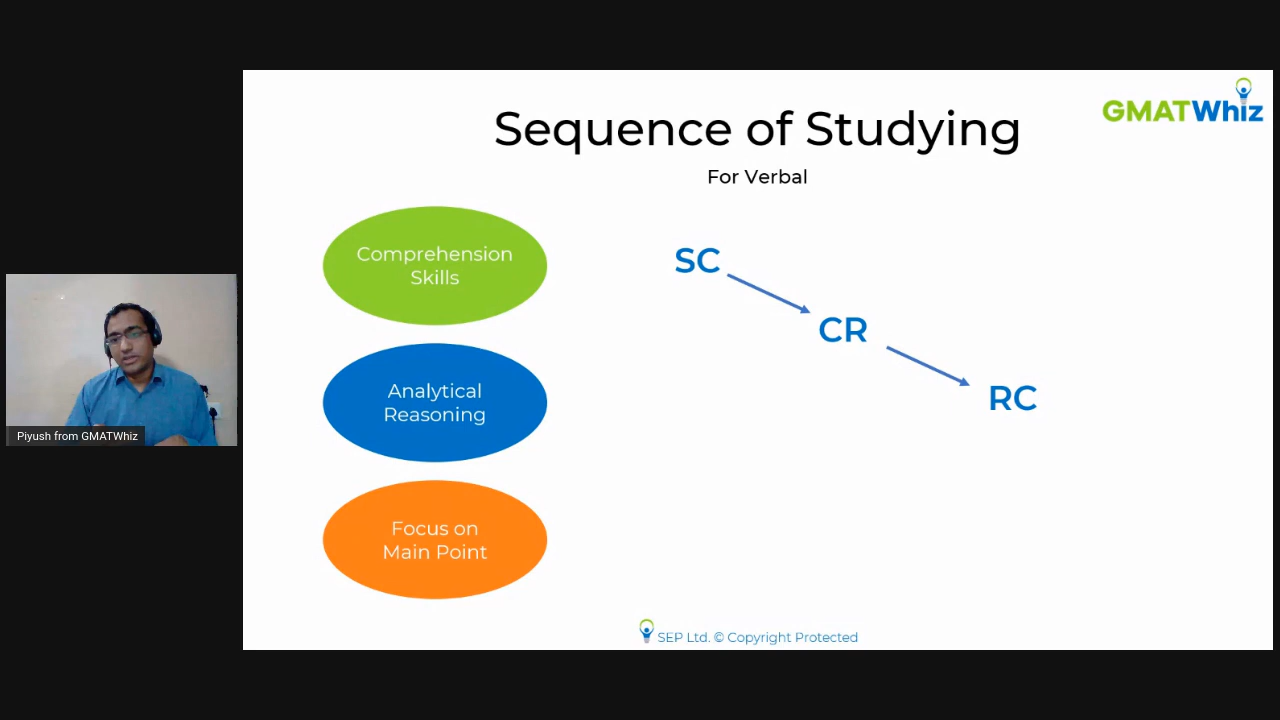 GMATWhiz
Sequence of Studying
For Verbal
Comprehension
Skills
SC
CR
Analytical
Reasoning
RC
Piyush from GMATWhiz
Focus on
Main Point
SEP Ltd. © Copyright Protected